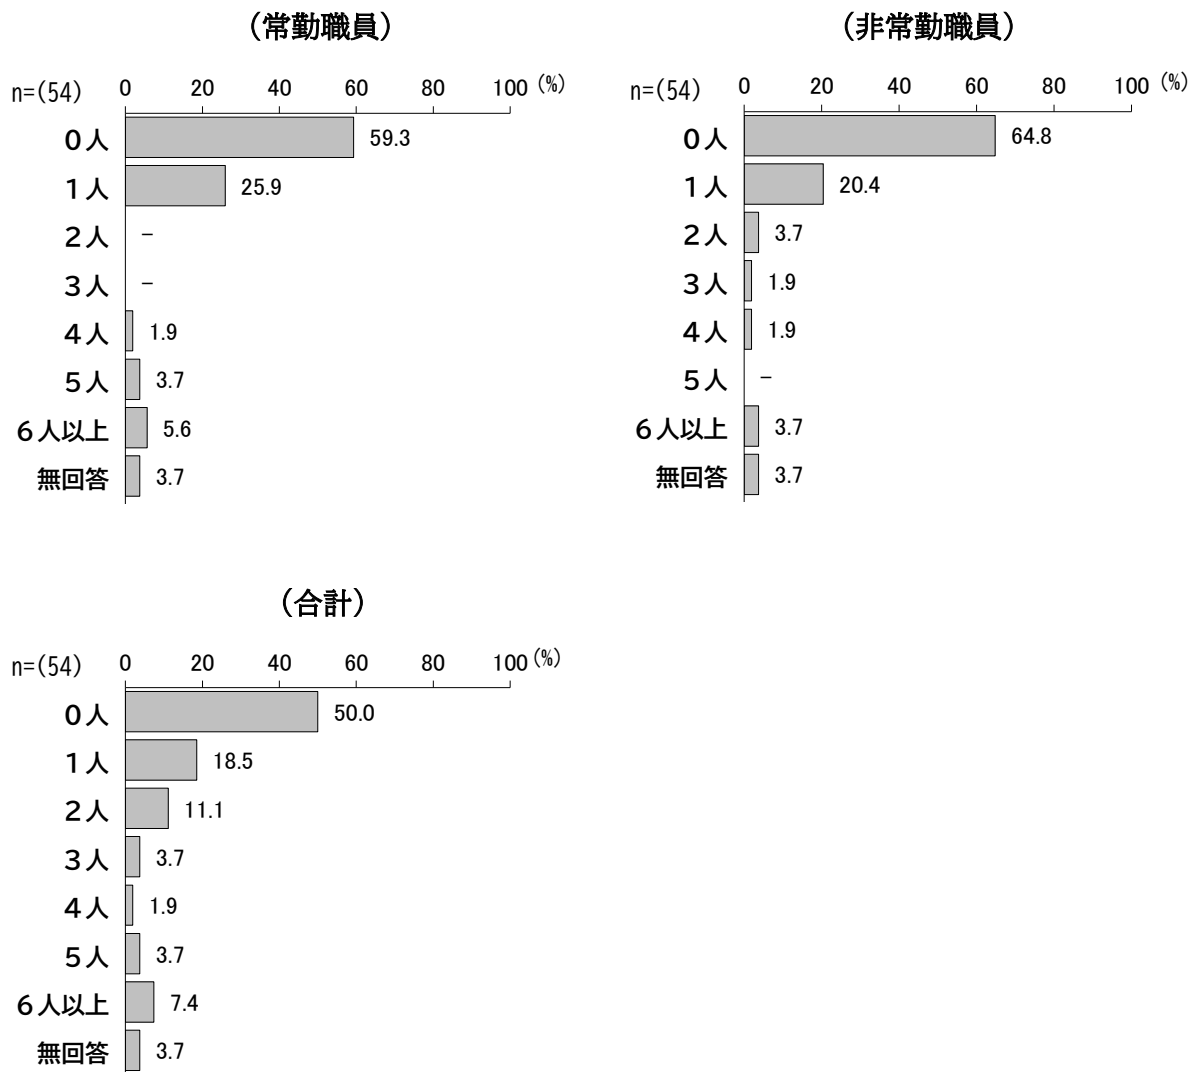 （常勤職員）
n=(54) 0 20 40 60 80 100 (%)
０人 59.3
１人 25.9
２人 −
３人 −
４人 1.9
５人 3.7
６人以上 5.6
無回答 3.7
（非常勤職員）
n=(54) 0 20 40 60 80 100 (%)
０人 64.8
１人 20.4
２人 3.7
３人 1.9
４人 1.9
５人 −
６人以上 3.7
無回答 3.7
（合計）
n=(54) 0 20 40 60 80 100 (%)
０人 50.0
１人 18.5
２人 11.1
３人 3.7
４人 1.9
５人 3.7
６人以上 7.4
無回答 3.7